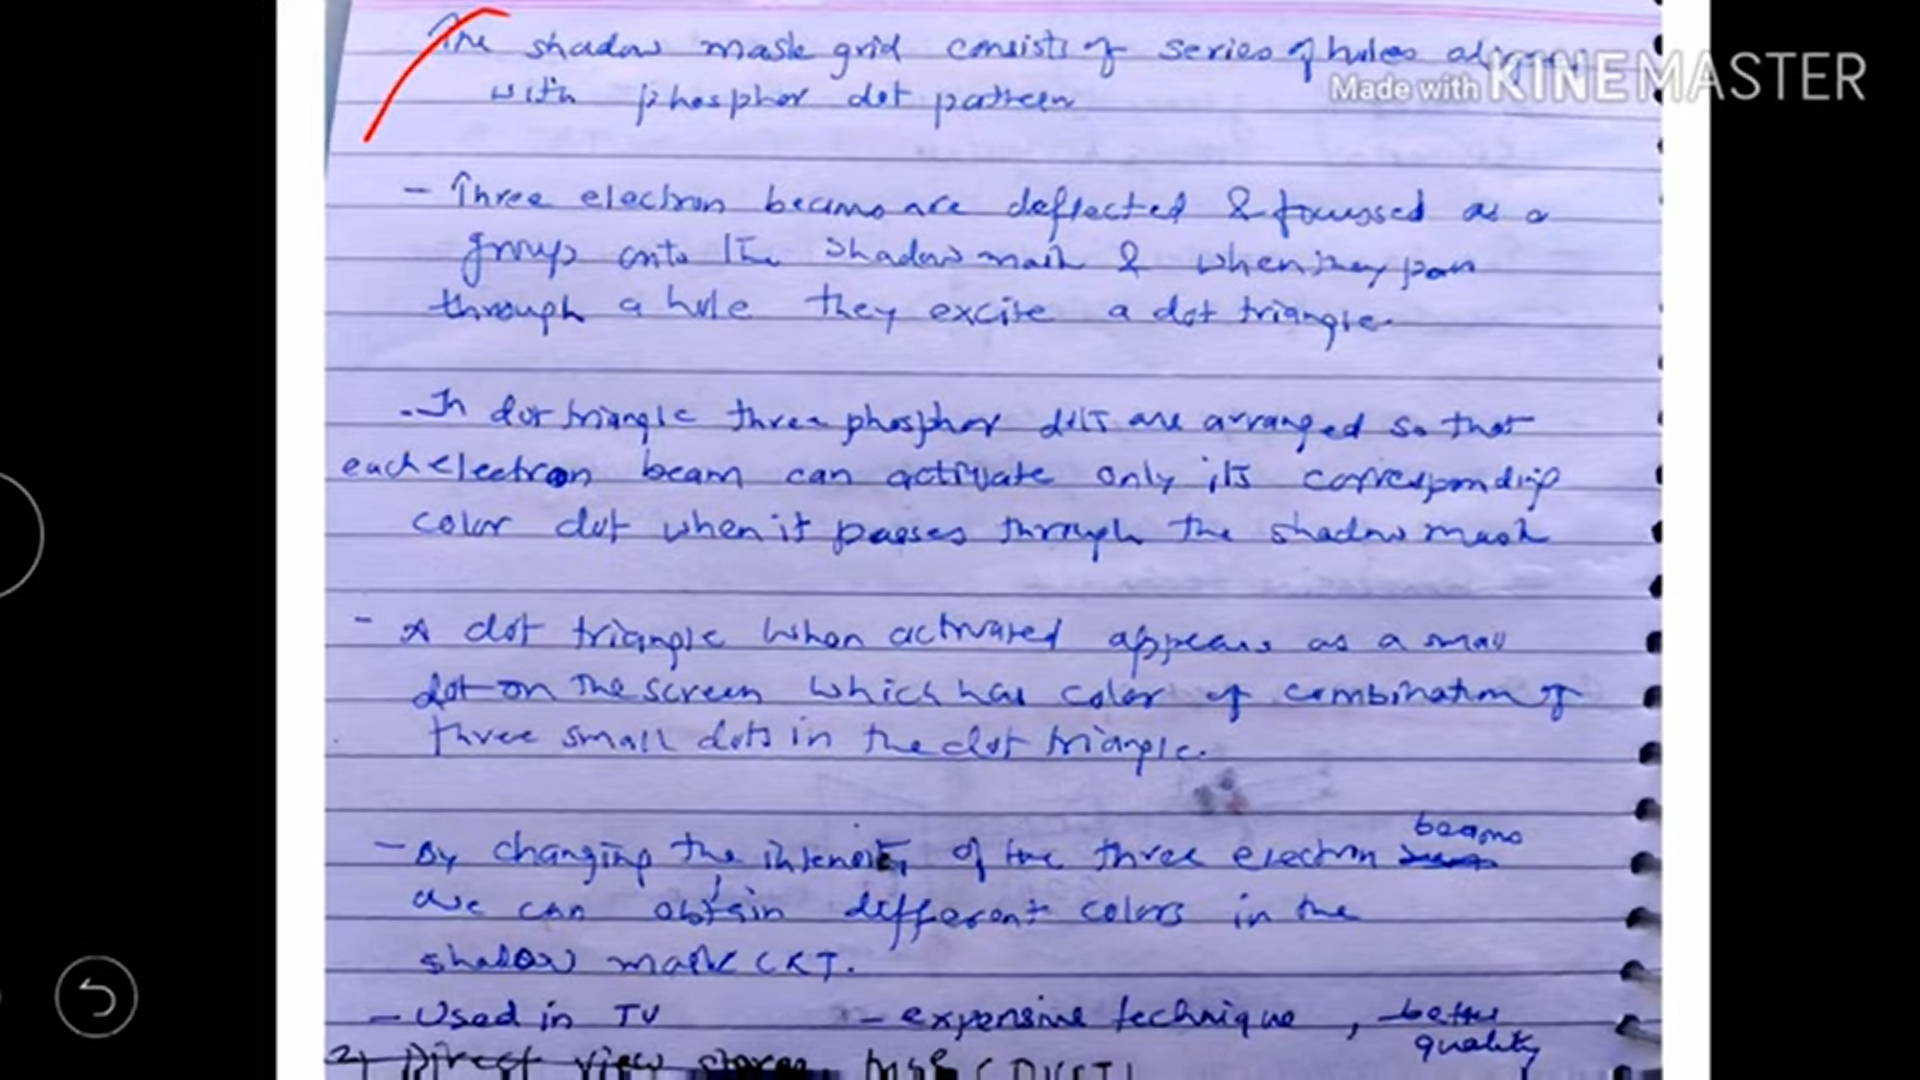 The shadow mask grid consists of series of holes aligned
Made with KINEMASTER
with phosphor dot pattern
- Three electron beams are deflected & focussed as a
group onto the shadow mask & when they pass
through a hole they excite a dot triangle.
- In dot triangle three phosphor dots are arranged so that
each electron beam can activate only its corresponding
color dot when it passes through the shadow mask
- A dot triangle when activated appears as a small
dot on the screen which has color of combination of
three small dots in the dot triangle.
- By changing the intensity of the three electron beams
we can obtain different colors in the
shadow mask CRT.
- Used in TV - expensive technique, better
quality
2) Direct view storage